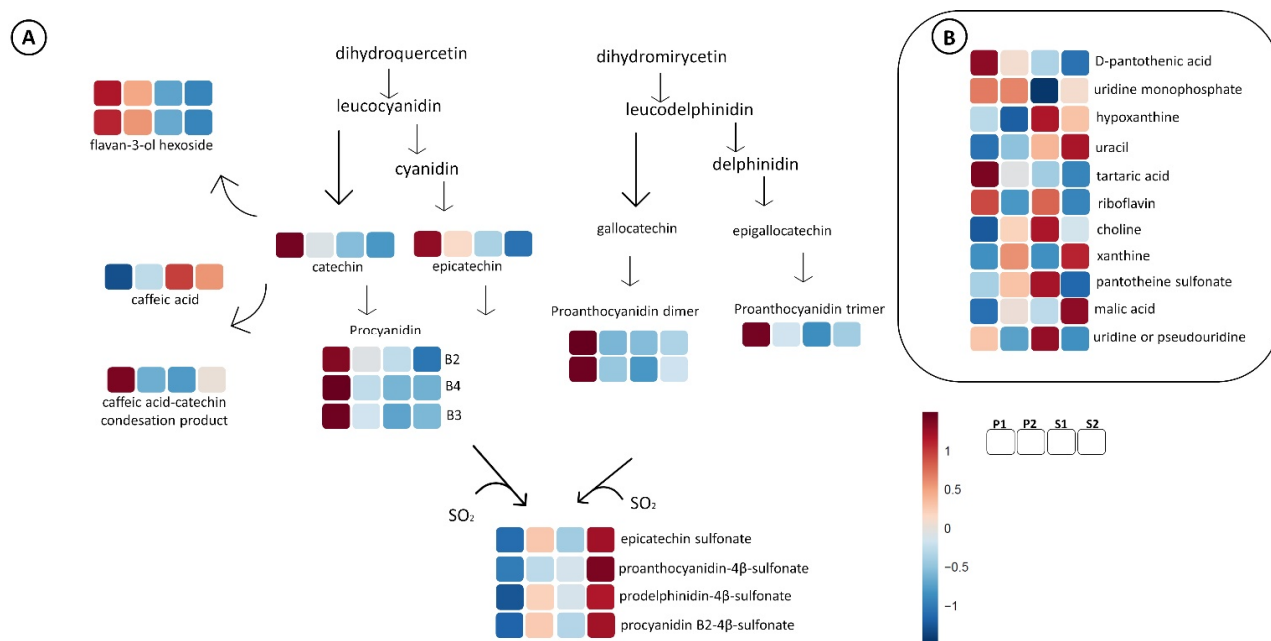 A
dihydroquercetin
leucocyanidin
cyanidin
flavan-3-ol hexoside
catechin
epicatechin
caffeic acid
caffeic acid-catechin
condesation product
Procyanidin
B2
B4
B3
dihydromirycetin
leucodelphinidin
delphinidin
gallocatechin
epigallocatechin
Proanthocyanidin dimer
Proanthocyanidin trimer
SO₂
SO₂
epicatechin sulfonate
proanthocyanidin-4β-sulfonate
prodelphinidin-4β-sulfonate
procyanidin B2-4β-sulfonate
B
D-pantothenic acid
uridine monophosphate
hypoxanthine
uracil
tartaric acid
riboflavin
choline
xanthine
pantotheine sulfonate
malic acid
uridine or pseudouridine
1
0.5
0
−0.5
−1
P1 P2 S1 S2